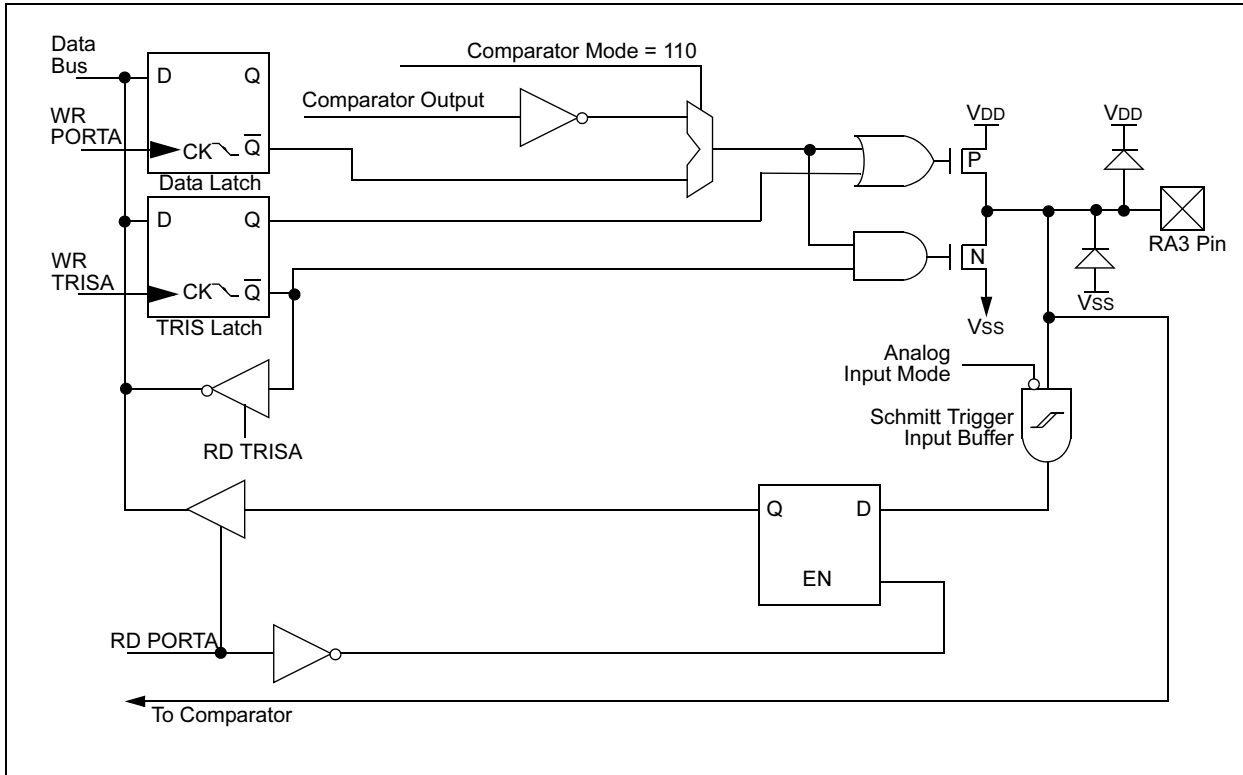 Data
Bus
Comparator Mode = 110
D Q
Comparator Output
WR
PORTA
CK Q
Data Latch
VDD
VDD
P
D Q
RA3 Pin
WR
TRISA
CK Q
TRIS Latch
N
VSS
VSS
Analog
Input Mode
Schmitt Trigger
Input Buffer
RD TRISA
Q D
EN
RD PORTA
To Comparator